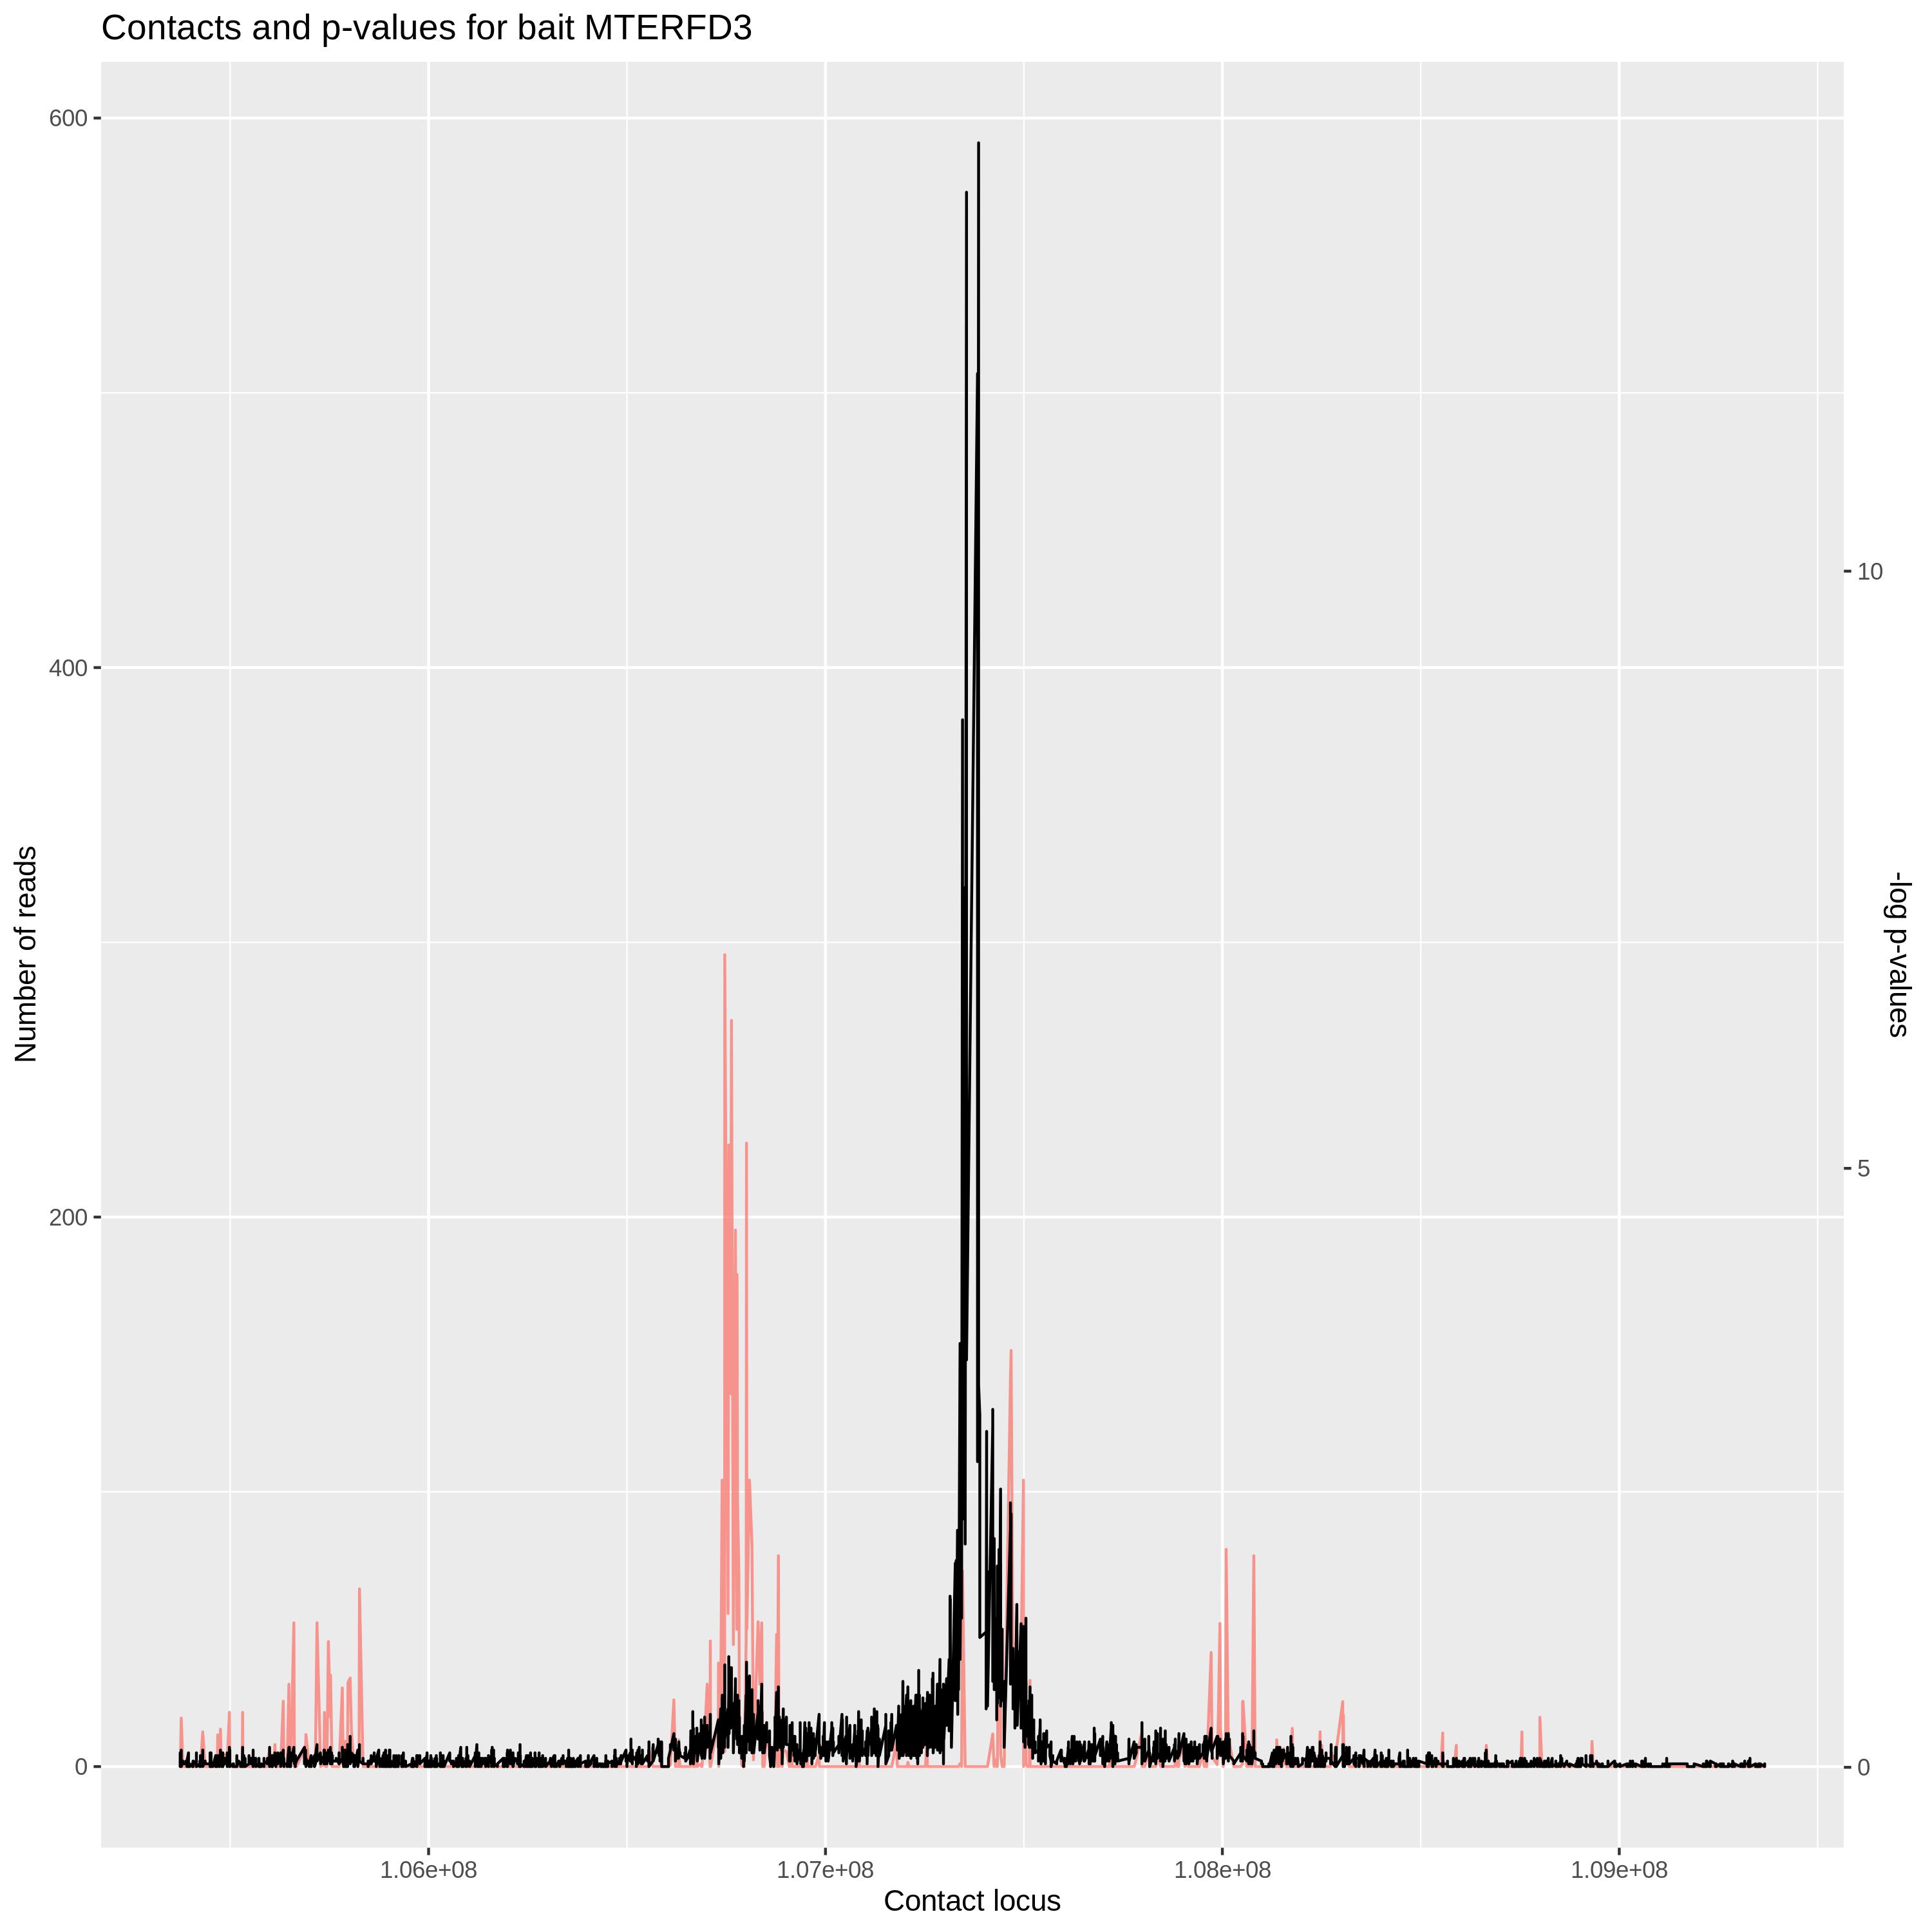 Contacts and p-values for bait MTERFD3
600
400
200
0
10
5
0
Number of reads
-log p-values
1.06e+08
1.07e+08
1.08e+08
1.09e+08
Contact locus